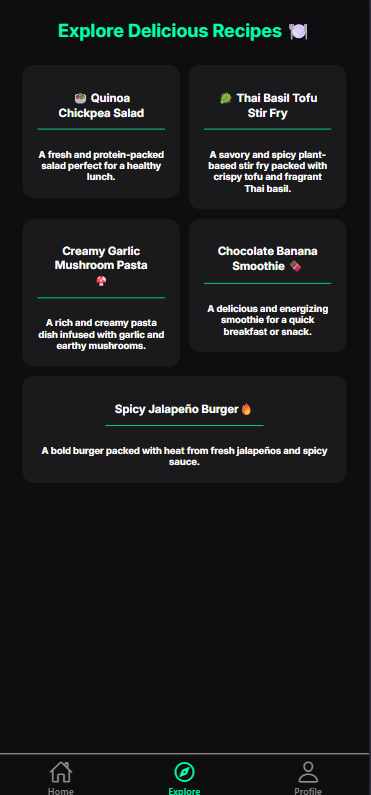 Explore Delicious Recipes 🍽️
🥗 Quinoa
Chickpea Salad
A fresh and protein-packed
salad perfect for a healthy
lunch.
🌿 Thai Basil Tofu
Stir Fry
A savory and spicy plant-
based stir fry packed with
crispy tofu and fragrant
Thai basil.
Creamy Garlic
Mushroom Pasta
🍄
A rich and creamy pasta
dish infused with garlic and
earthy mushrooms.
Chocolate Banana
Smoothie 🍫
A delicious and energizing
smoothie for a quick
breakfast or snack.
Spicy Jalapeño Burger🔥
A bold burger packed with heat from fresh jalapeños and spicy
sauce.
Home
Explore
Profile